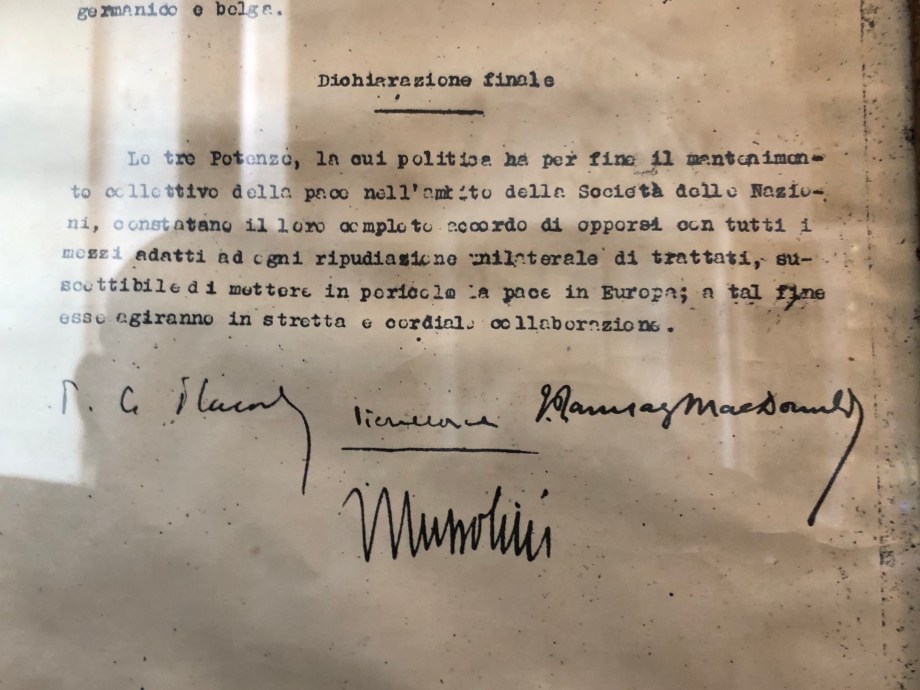 germanico e belga.
Dichiarazione finale
Le tre Potenze, la cui politica ha per fine il mantenimen-
to collettivo della pace nell'ambito della Società delle Nazio-
ni, constatano il loro completo accordo di opporsi con tutti i
mezzi adatti ad ogni ripudiazione unilaterale di trattati, su-
scettibile di mettere in pericolo la pace in Europa; a tal fine
esse agiranno in stretta e cordiale collaborazione.
J. Ramsay MacDonald
Mussolini